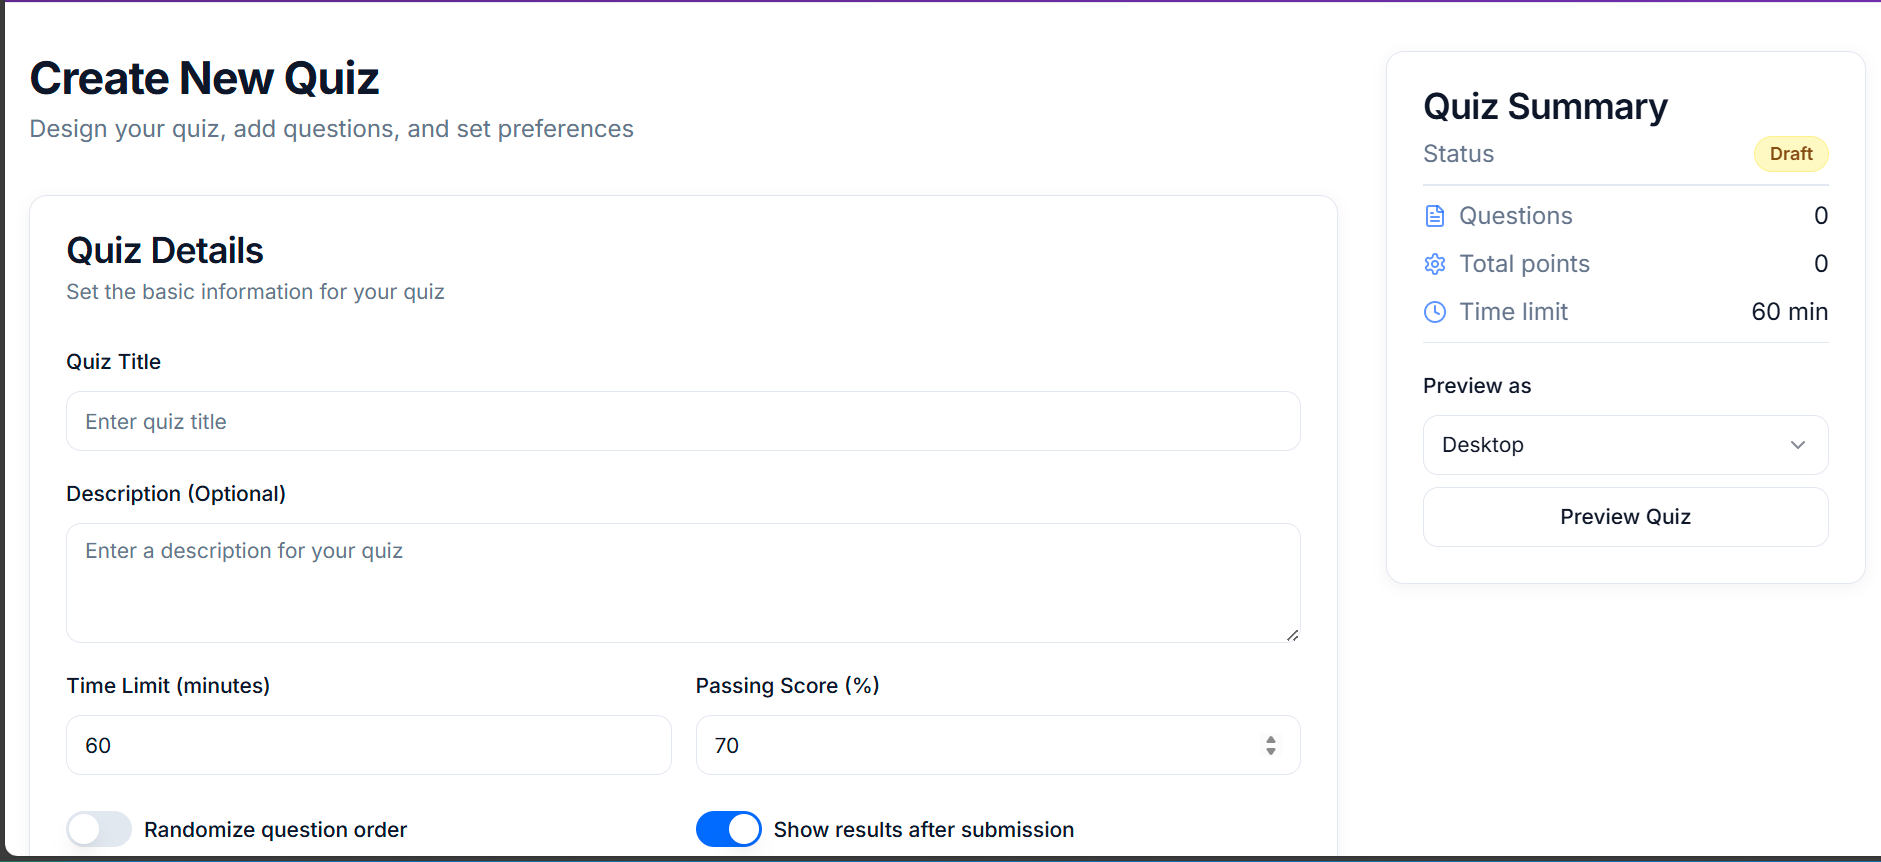 Create New Quiz
Design your quiz, add questions, and set preferences
Quiz Details
Set the basic information for your quiz
Quiz Title
Enter quiz title
Description (Optional)
Enter a description for your quiz
Time Limit (minutes)
60
Passing Score (%)
70
Randomize question order
Show results after submission
Quiz Summary
Status
Draft
Questions
0
Total points
0
Time limit
60 min
Preview as
Desktop
Preview Quiz